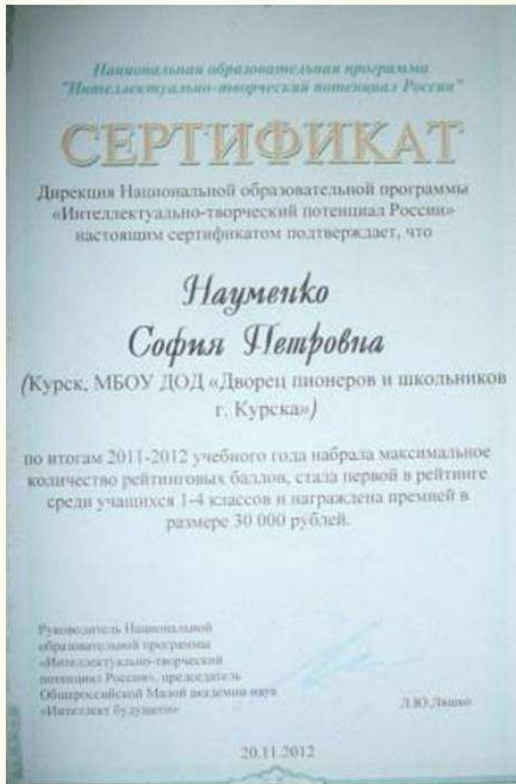 Национальная образовательная программа
"Интеллектуально-творческий потенциал России"
СЕРТИФИКАТ
Дирекция Национальной образовательной программы
«Интеллектуально-творческий потенциал России»
настоящим сертификатом подтверждает, что
Науменко
София Петровна
(Курск, МБОУ ДОД «Дворец пионеров и школьников
г. Курска»)
по итогам 2011-2012 учебного года набрала максимальное
количество рейтинговых баллов, стала первой в рейтинге
среди учащихся 1-4 классов и награждена премией в
размере 30 000 рублей.
Руководитель Национальной
образовательной программы
«Интеллектуально-творческий
потенциал России», председатель
Общероссийской Малой академии наук
«Интеллект будущего»
Л.Ю.Ляшко
20.11.2012